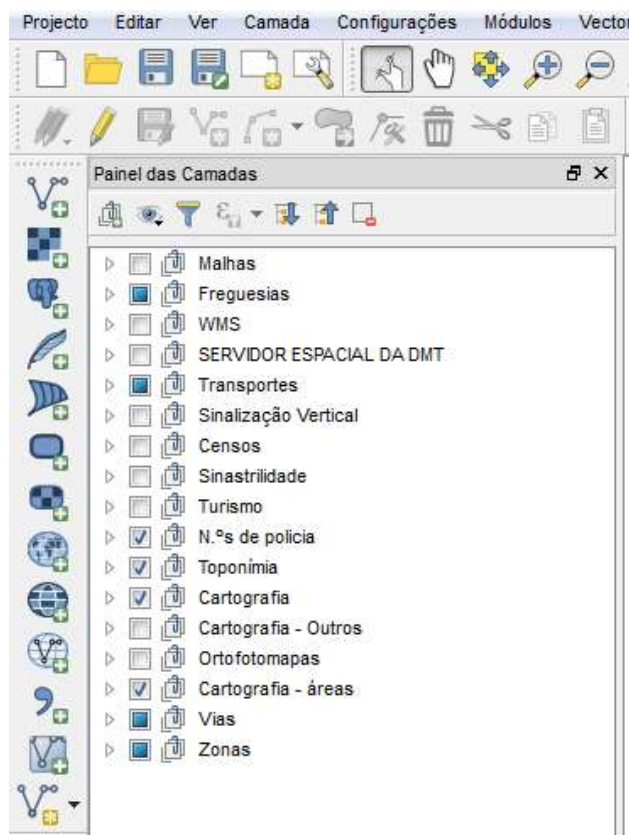 Projecto Editar Ver Camada Configurações Módulos Vector
Painel das Camadas
Malhas
Freguesias
WMS
SERVIDOR ESPACIAL DA DMT
Transportes
Sinalização Vertical
Censos
Sinastrilidade
Turismo
N.ºs de policia
Toponímia
Cartografia
Cartografia - Outros
Ortofotomapas
Cartografia - áreas
Vias
Zonas